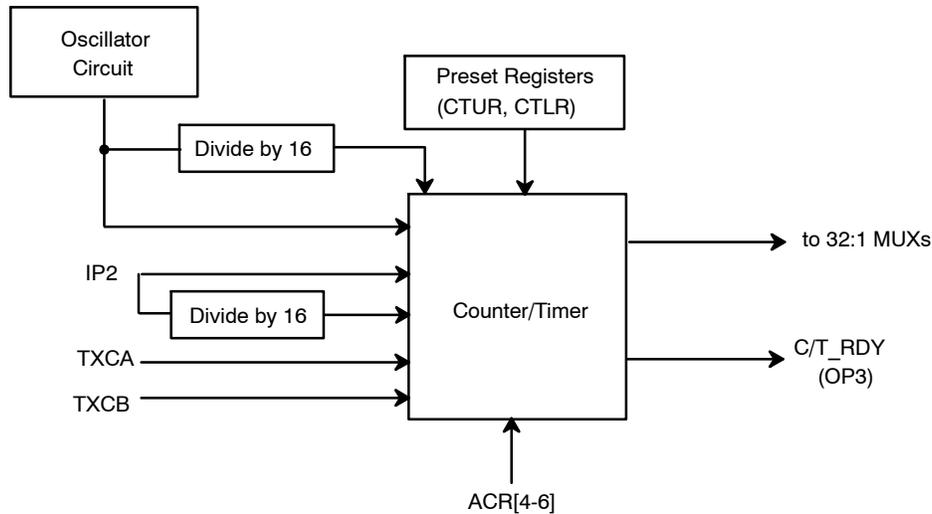 Oscillator
Circuit
Preset Registers
(CTUR, CTLR)
Divide by 16
to 32:1 MUXs
IP2
Divide by 16
Counter/Timer
TXCA
C/T_RDY
(OP3)
TXCB
ACR[4-6]